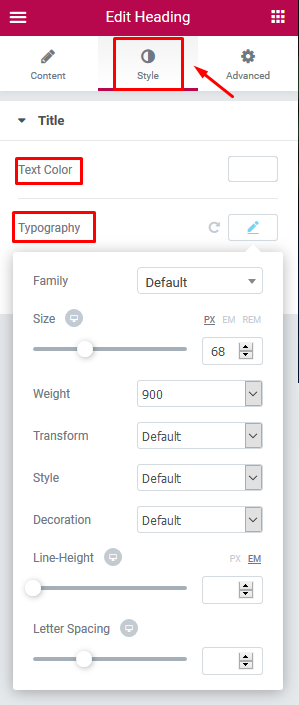 Edit Heading
Content Style Advanced
Title
Text Color
Typography
Family Default
Size PX EM REM
68
Weight 900
Transform Default
Style Default
Decoration Default
Line-Height PX EM
Letter Spacing